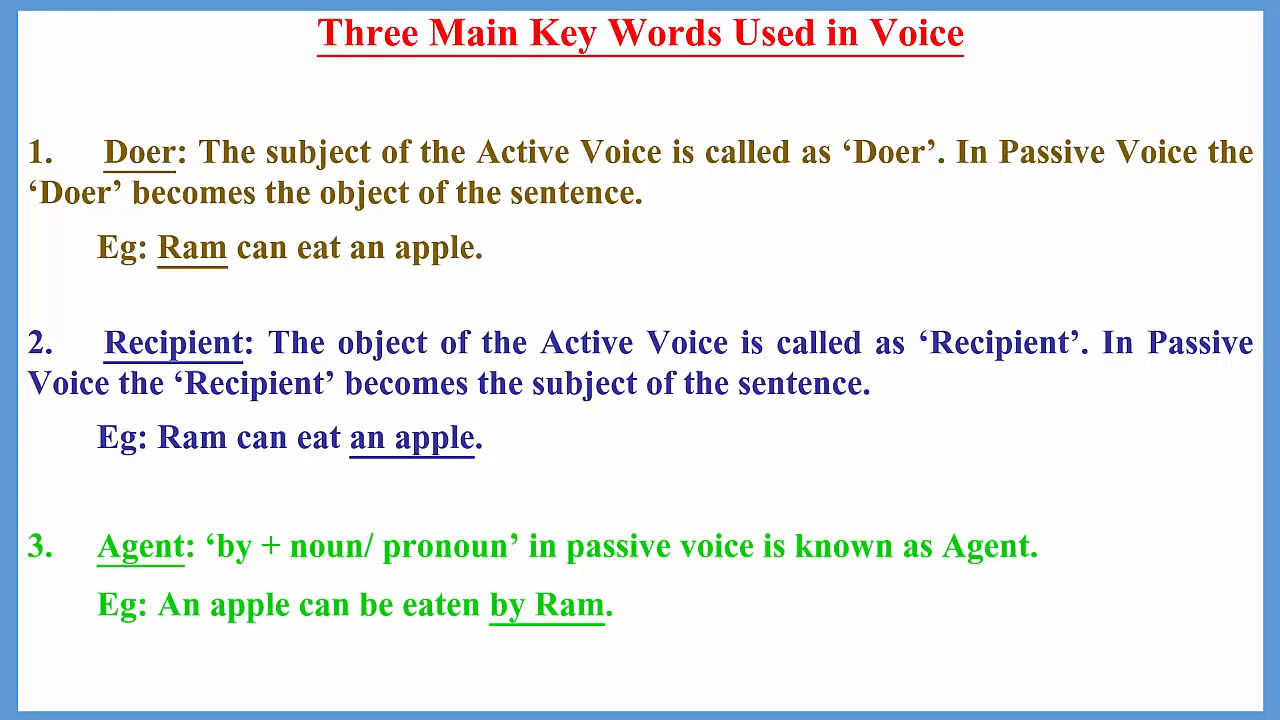 Three Main Key Words Used in Voice
1. Doer: The subject of the Active Voice is called as ‘Doer’. In Passive Voice the
‘Doer’ becomes the object of the sentence.
Eg: Ram can eat an apple.
2. Recipient: The object of the Active Voice is called as ‘Recipient’. In Passive
Voice the ‘Recipient’ becomes the subject of the sentence.
Eg: Ram can eat an apple.
3. Agent: ‘by + noun/ pronoun’ in passive voice is known as Agent.
Eg: An apple can be eaten by Ram.